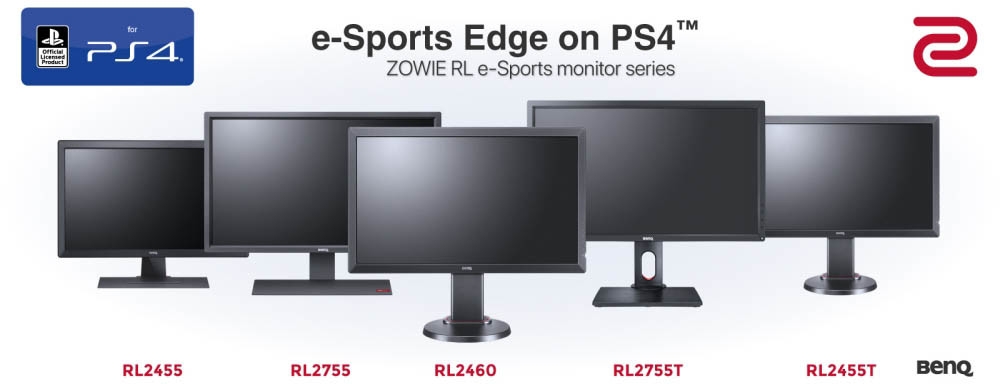 for
PS4
Official
Licensed
Product
e-Sports Edge on PS4™
ZOWIE RL e-Sports monitor series
BenQ
BenQ
BenQ
BenQ
BenQ
RL2455
RL2755
RL2460
RL2755T
RL2455T
BenQ